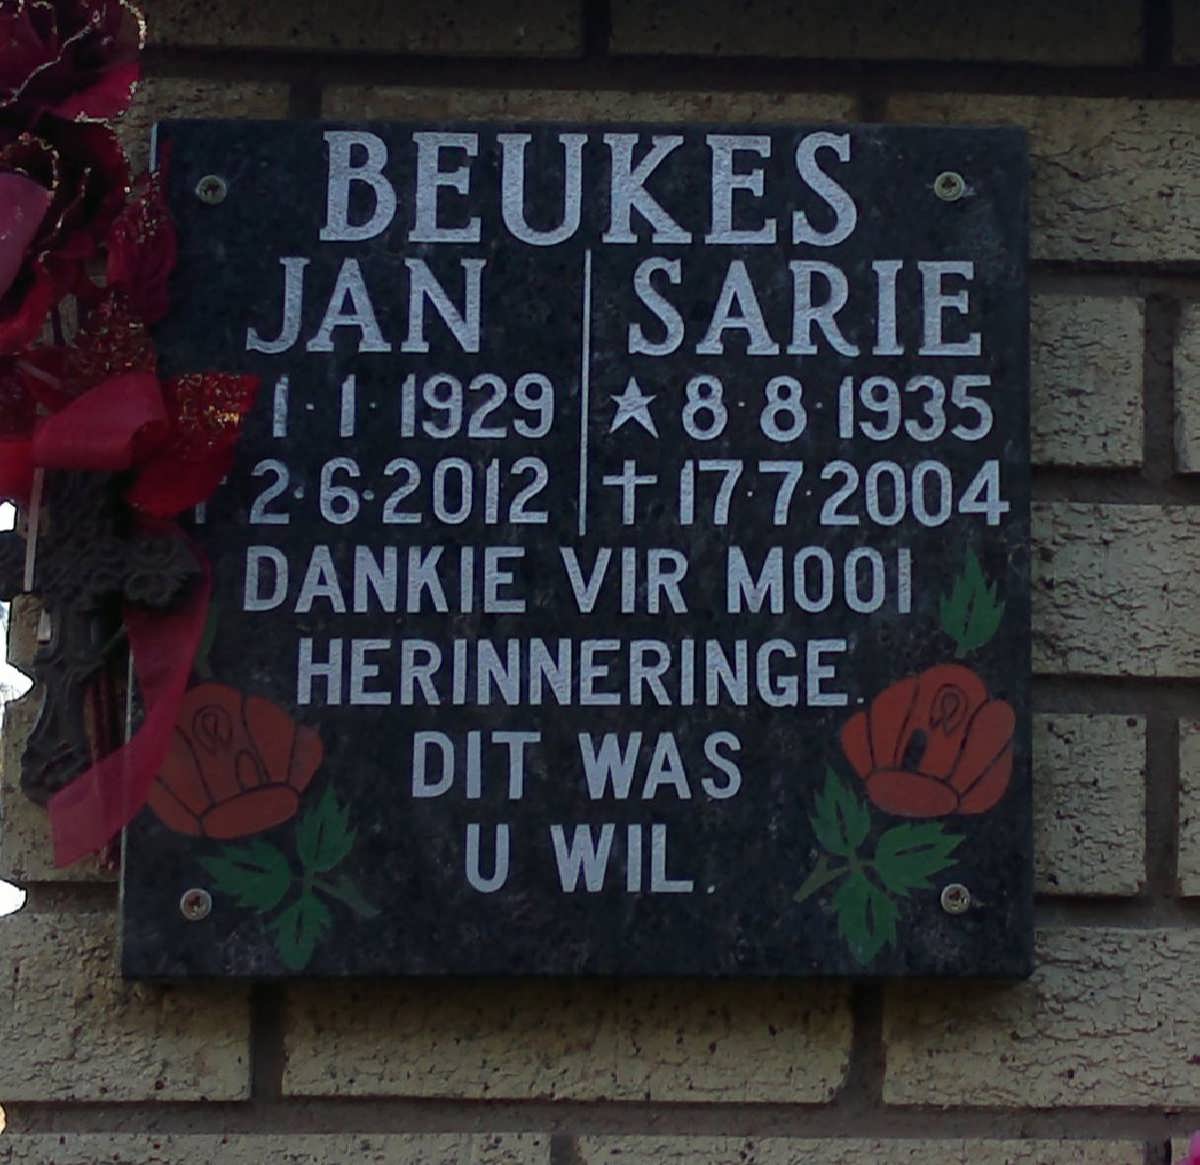 BEUKES
JAN | SARIE
1·1·1929 | ★ 8·8·1935
2·6·2012 | † 17·7·2004
DANKIE VIR MOOI
HERINNERINGE.
DIT WAS
U WIL.